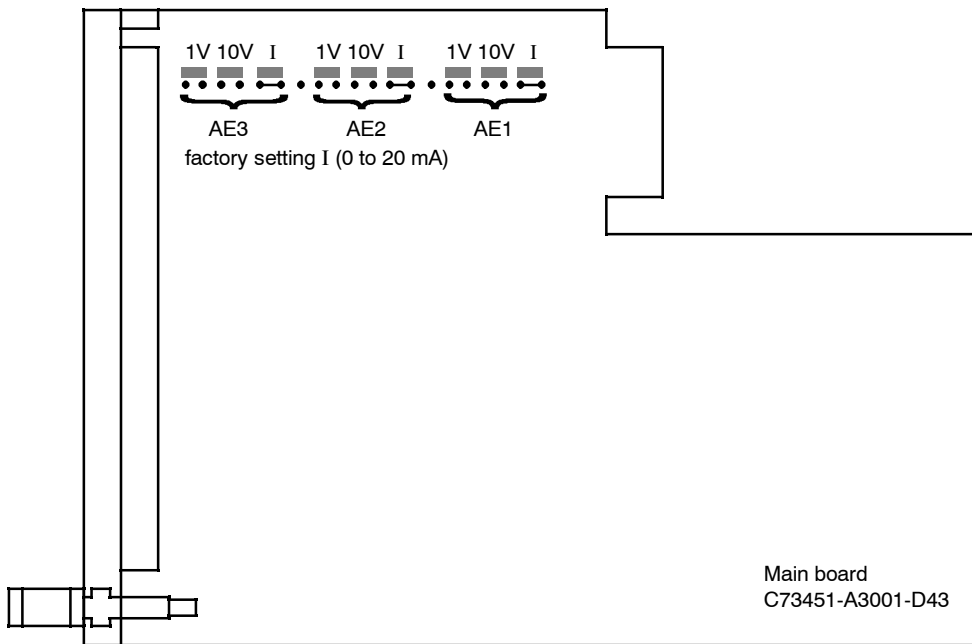 1V 10V I 1V 10V I 1V 10V I
AE3 AE2 AE1
factory setting I (0 to 20 mA)
Main board
C73451-A3001-D43